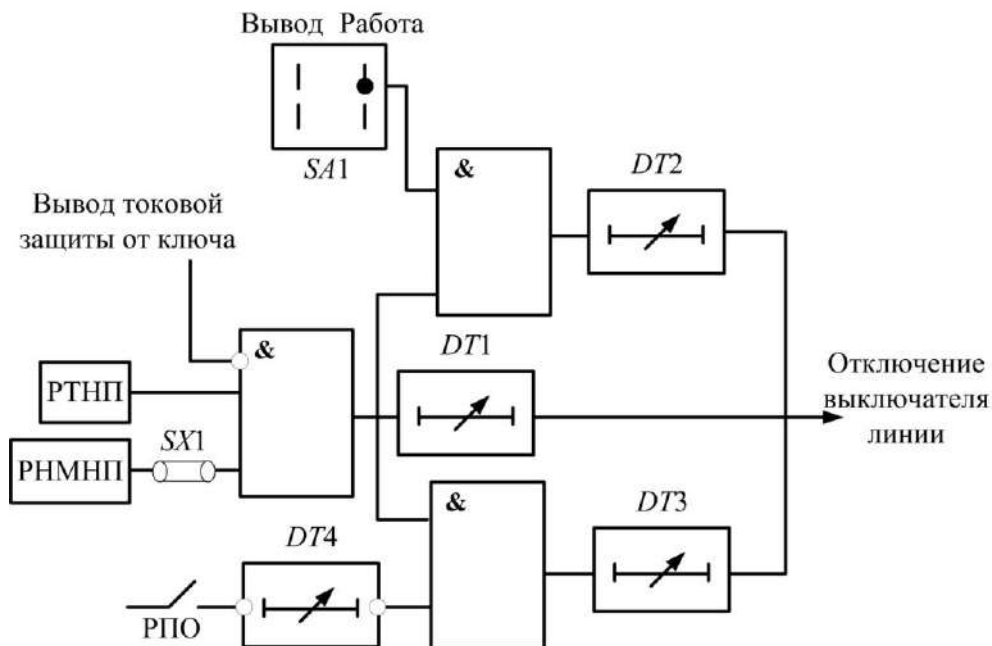 Вывод Работа
SA1
&
DT2
Вывод токовой
защиты от ключа
&
DT1
РТНП
SX1
РНМНП
Отключение
выключателя
линии
&
DT3
DT4
РПО